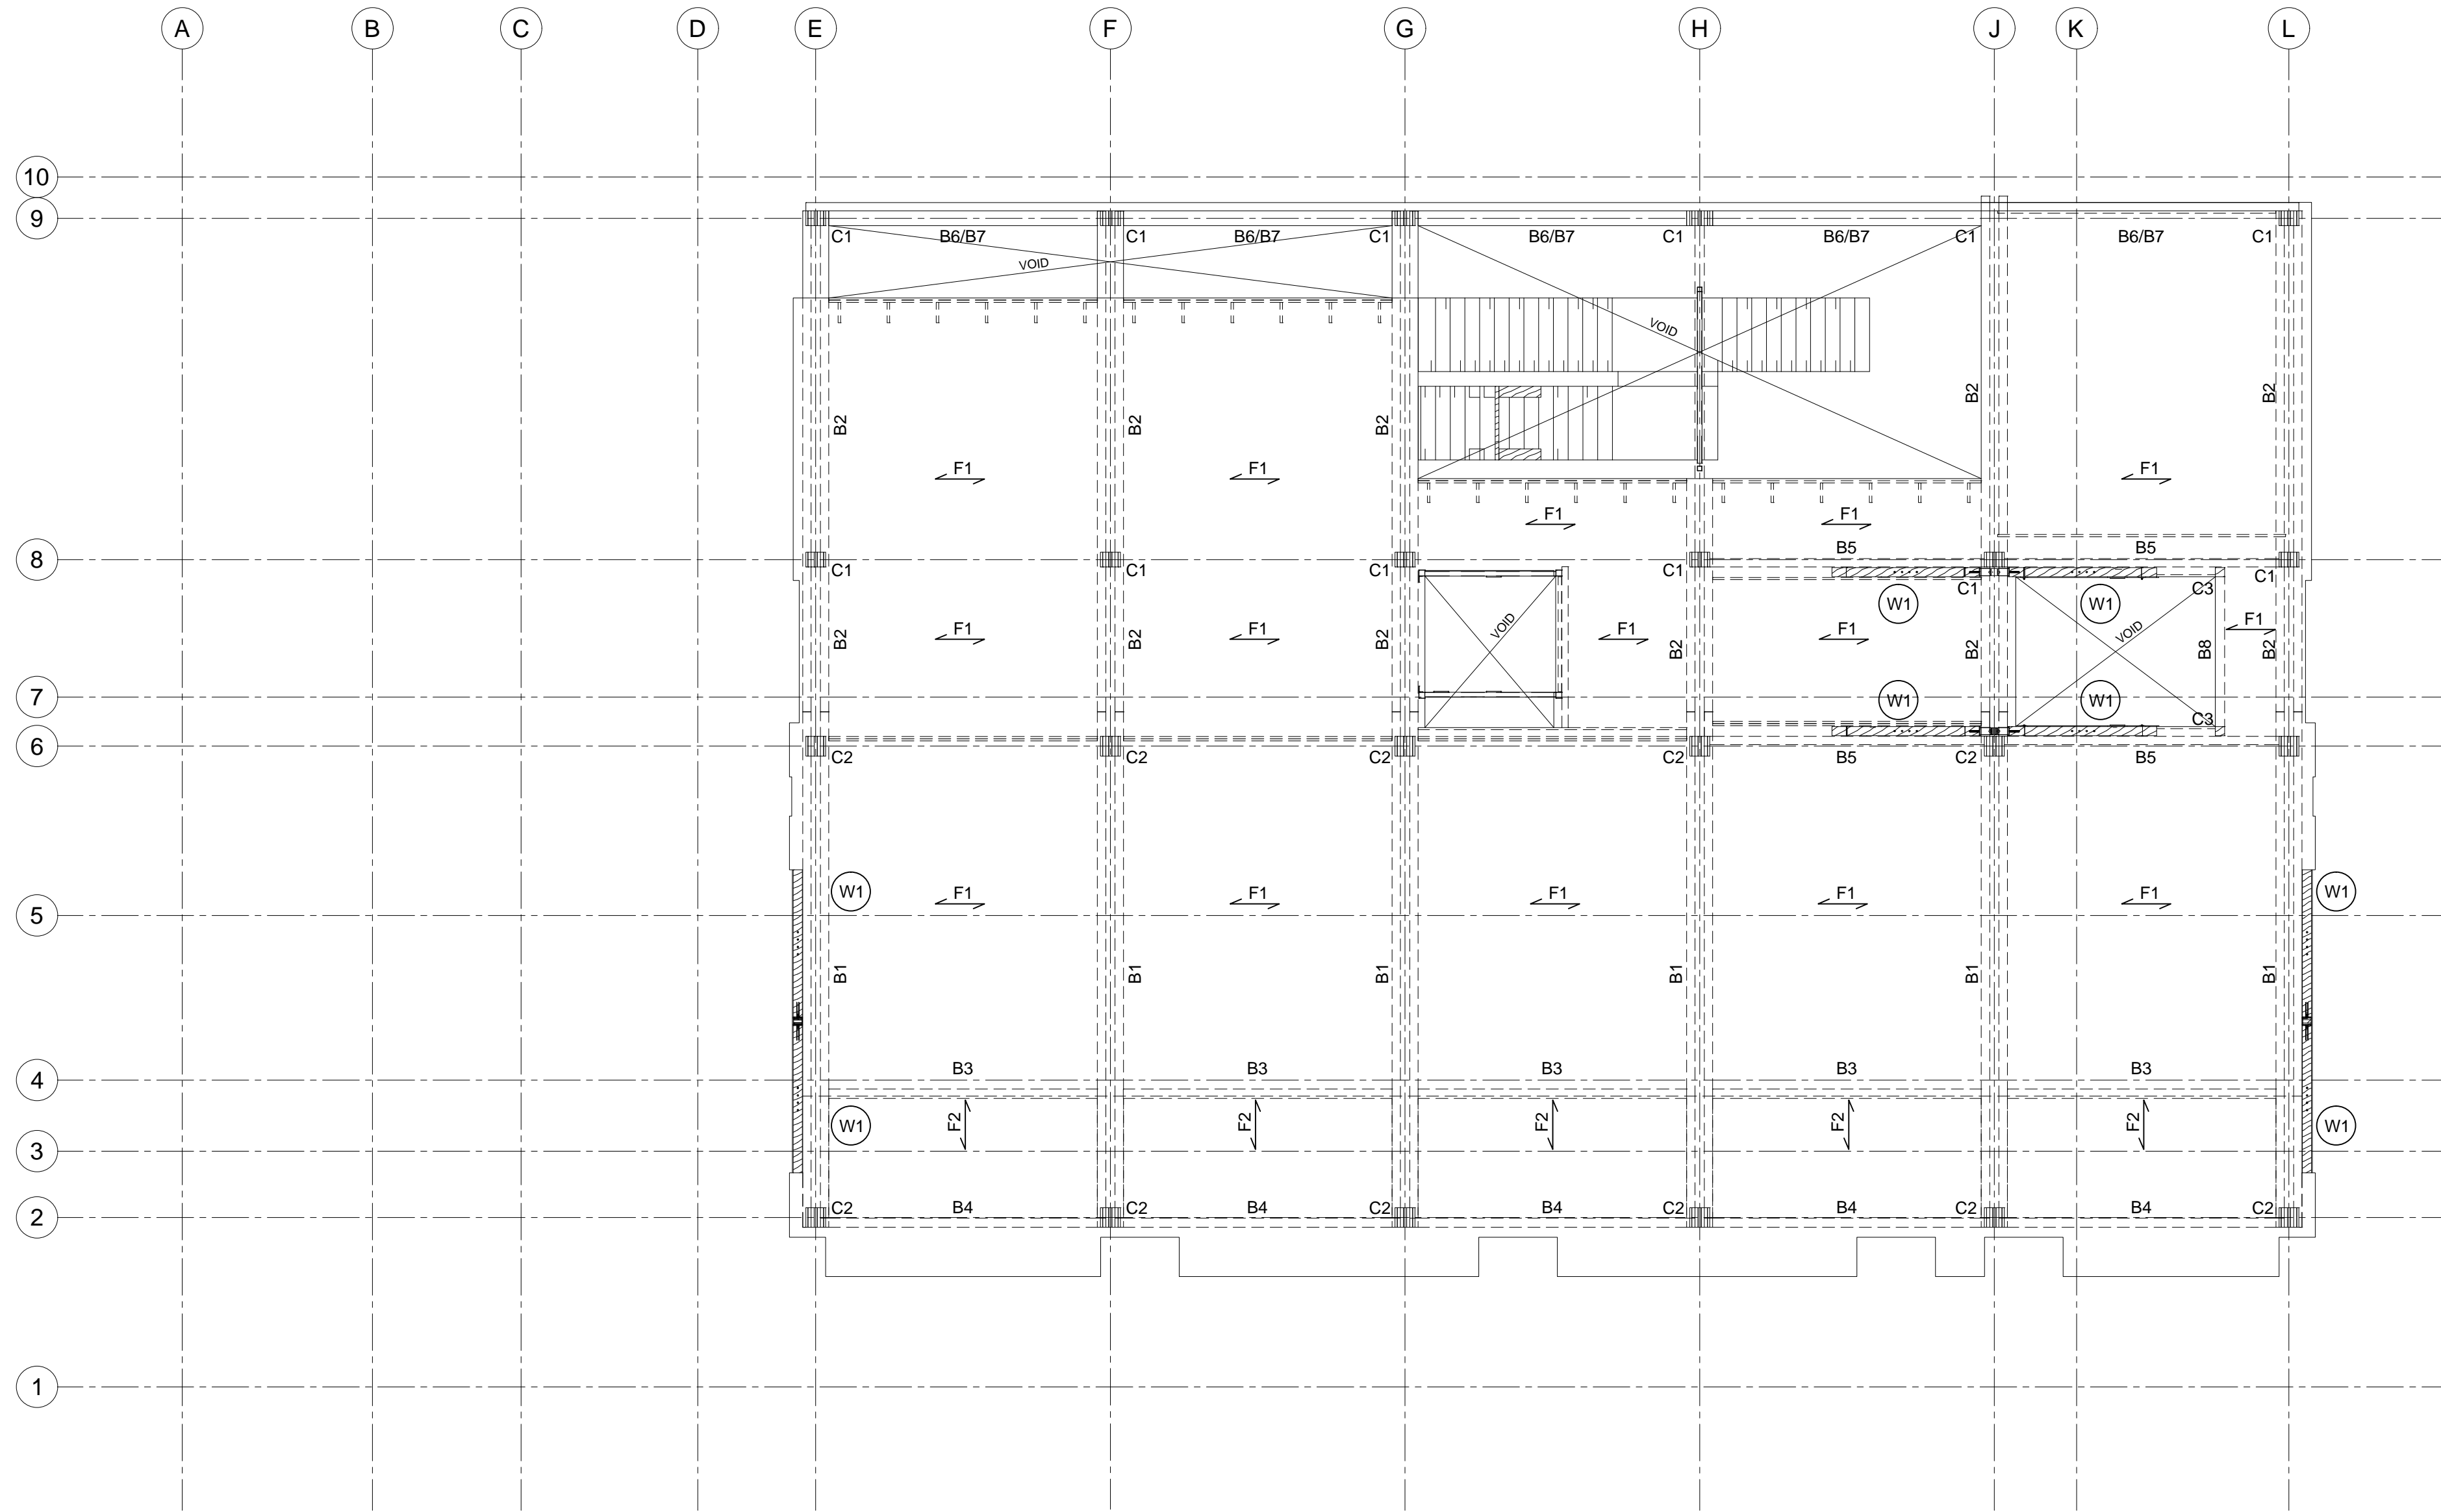 A B C D E F G H J K L
10
9
C1 B6/B7 C1 B6/B7 C1 B6/B7 C1 B6/B7 C1 B6/B7 C1
VOID
VOID
B2 B2 B2 B2 B2
F1 F1 F1
F1 F1
B5 B5
8
C1 C1 C1 C1 C1 C3 C1
W1 W1
F1 F1 VOID F1 F1 VOID F1
B2 B2 B2 B2 B2 B8 B2
7
W1 W1
C3
6
C2 C2 C2 C2 B5 C2 B5
W1 F1 F1 F1 F1 F1 W1
5
B1 B1 B1 B1 B1 B1
B3 B3 B3 B3 B3
4
W1 F2 F2 F2 F2 F2 W1
3
C2 B4 C2 B4 C2 B4 C2 B4 C2 B4 C2
2
1